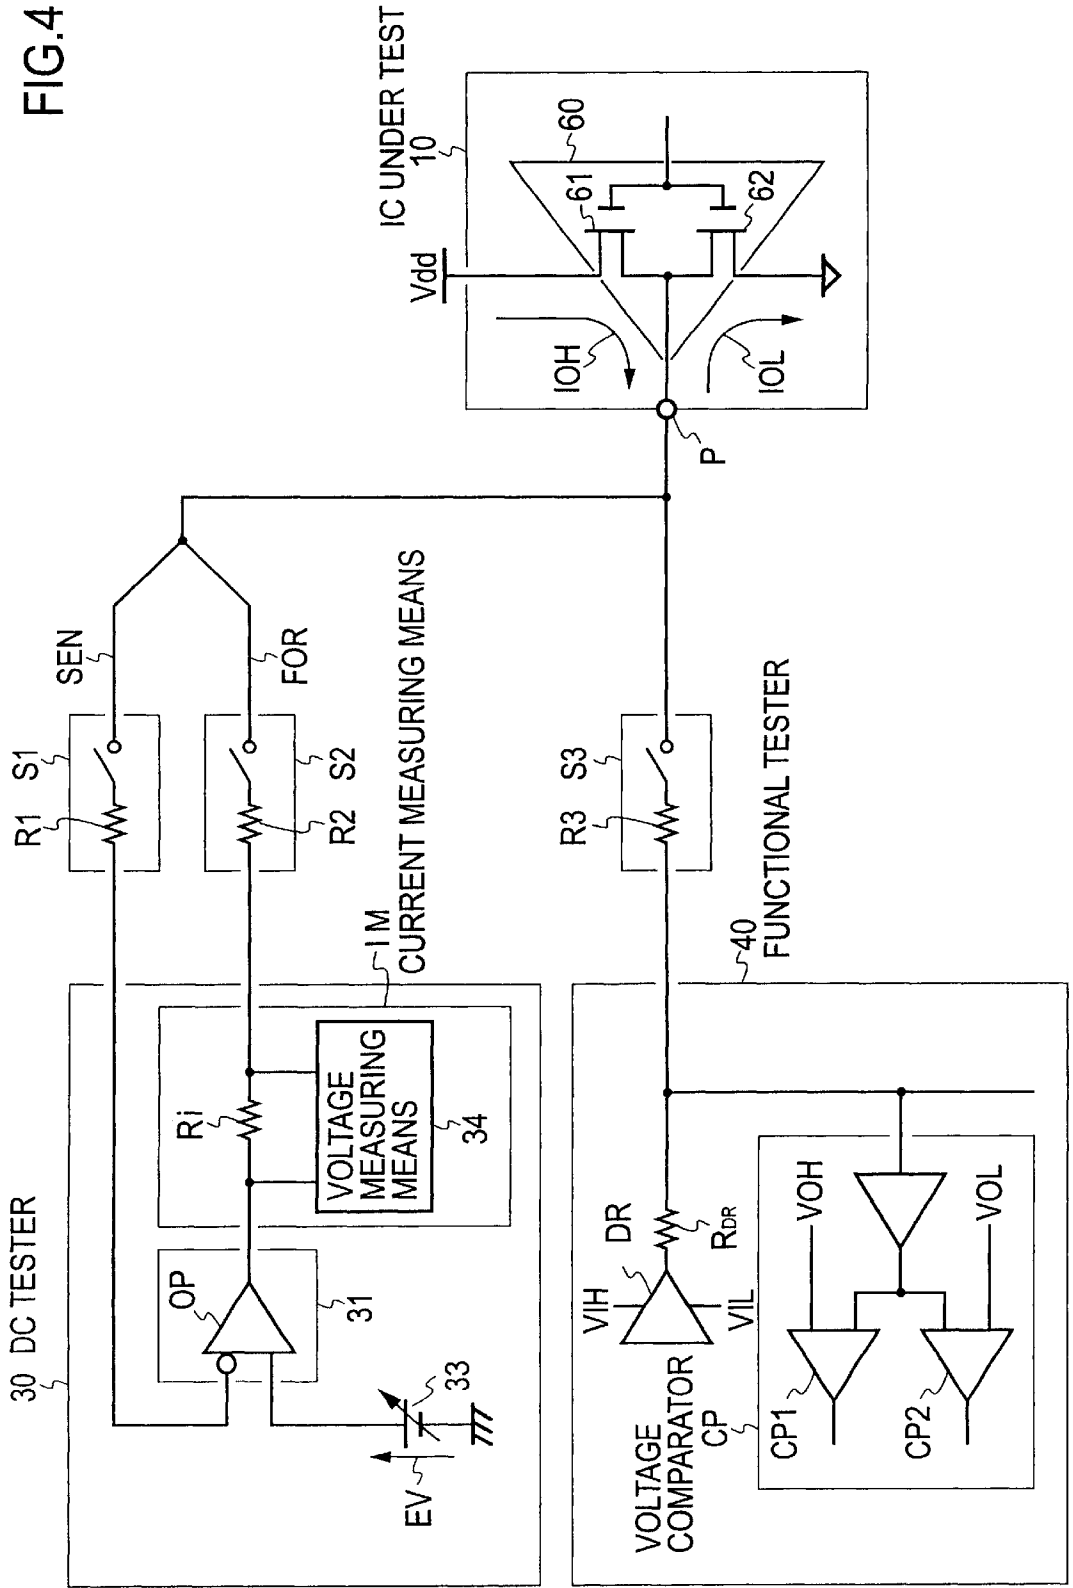 FIG.4
30 DC TESTER
OP
31
EV
33
Ri
VOLTAGE
MEASURING
MEANS
34
IM
CURRENT MEASURING MEANS
R1
S1
SEN
R2
S2
FOR
IC UNDER TEST
10
Vdd
60
61
62
IOH
IOL
P
R3
S3
40
FUNCTIONAL TESTER
VIH
DR
RDR
VIL
VOLTAGE
COMPARATOR
CP
CP1
VOH
CP2
VOL